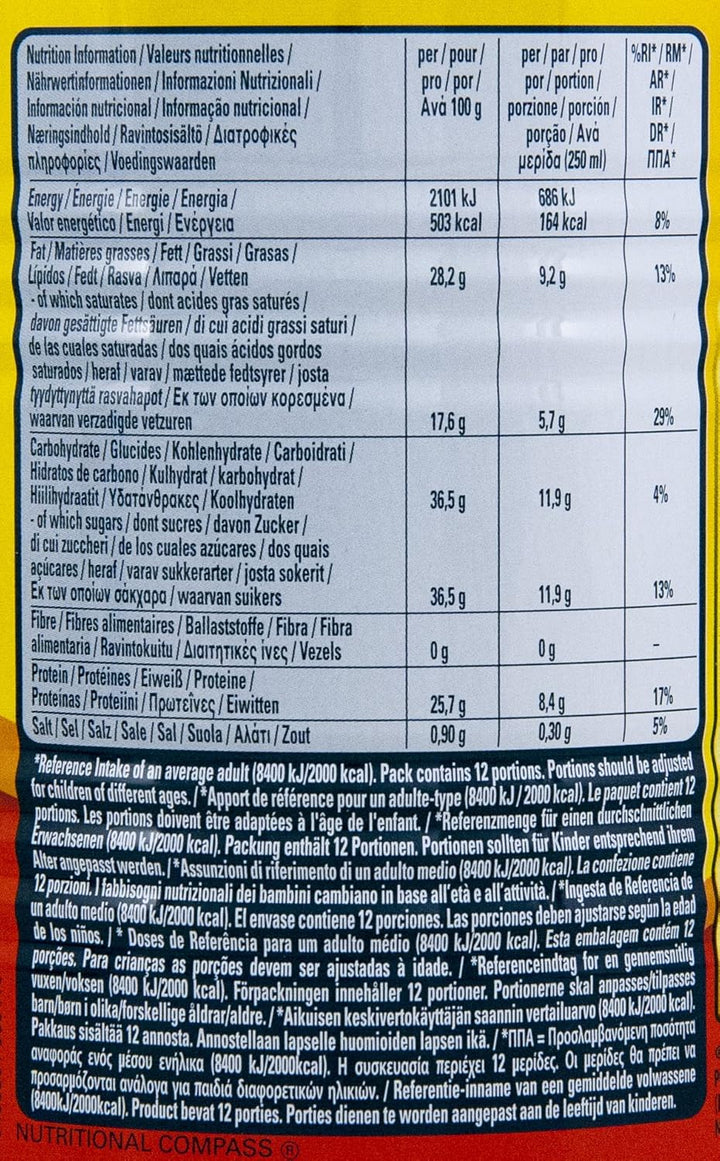 Nutrition Information / Valeurs nutritionnelles / per / pour / per / par / pro / %RI* / RM* /
Nährwertinformationen / Informazioni Nutrizionali / pro / por / por / portion / AR* /
Información nutricional / Informação nutricional / Ανά 100 g porzione / porción / IR* /
Næringsindhold / Ravintosisältö / Διατροφικές porção / Ανά DR* /
πληροφορίες / Voedingswaarden μερίδα (250 ml) ΠΠΑ*
Energy / Énergie / Energie / Energia / 2101 kJ 686 kJ
Valor energético / Energi / Ενέργεια 503 kcal 164 kcal 8%
Fat / Matières grasses / Fett / Grassi / Grasas /
Lípidos / Fedt / Rasva / Λιπαρά / Vetten 28,2 g 9,2 g 13%
- of which saturates / dont acides gras saturés /
davon gesättigte Fettsäuren / di cui acidi grassi saturi /
de las cuales saturadas / dos quais ácidos gordos
saturados / heraf / varav / mættede fedtsyrer / josta
tyydyttynyttä rasvahapot / Εκ των οποίων κορεσμένα /
waarvan verzadigde vetzuren 17,6 g 5,7 g 29%
Carbohydrate / Glucides / Kohlenhydrate / Carboidrati /
Hidratos de carbono / Kulhydrat / karbohydrat /
Hiilihydraatit / Υδατάνθρακες / Koolhydraten 36,5 g 11,9 g 4%
- of which sugars / dont sucres / davon Zucker /
di cui zuccheri / de los cuales azúcares / dos quais
açúcares / heraf / varav sukkerarter / josta sokerit /
Εκ των οποίων σάκχαρα / waarvan suikers 36,5 g 11,9 g 13%
Fibre / Fibres alimentaires / Ballaststoffe / Fibra / Fibra
alimentaria / Ravintokuitu / Διαιτητικές ίνες / Vezels 0 g 0 g -
Protein / Protéines / Eiweiß / Proteine /
Proteínas / Proteiini / Πρωτεΐνες / Eiwitten 25,7 g 8,4 g 17%
Salt / Sel / Salz / Sale / Sal / Suola / Αλάτι / Zout 0,90 g 0,30 g 5%
*Reference Intake of an average adult (8400 kJ/2000 kcal). Pack contains 12 portions. Portions should be adjusted
for children of different ages. / *Apport de référence pour un adulte-type (8400 kJ / 2000 kcal). Le paquet contient 12
portions. Les portions doivent être adaptées à l'âge de l'enfant. / *Referenzmenge für einen durchschnittlichen
Erwachsenen (8400 kJ/2000 kcal). Packung enthält 12 Portionen. Portionen sollten für Kinder entsprechend ihrem
Alter angepasst werden. / *Assunzioni di riferimento di un adulto medio (8400 kJ/2000 kcal). La confezione contiene
12 porzioni. I fabbisogni nutrizionali dei bambini cambiano in base all'età e all'attività. / *Ingesta de Referencia de
un adulto medio (8400 kJ/2000 kcal). El envase contiene 12 porciones. Las porciones deben ajustarse según la edad
de los niños. / * Doses de Referência para um adulto médio (8400 kJ/2000 kcal). Esta embalagem contém 12
porções. Para crianças as porções devem ser ajustadas à idade. / *Referenceindtag for en gennemsnitlig
vuxen/voksen (8400 kJ/2000 kcal). Förpackningen innehåller 12 portioner. Portionerne skal anpasses/tilpasses
barn/børn i olika/forskellige åldrar/aldre. / *Aikuisen keskivertokäyttäjän saannin vertailuarvo (8400 kJ/2000 kcal).
Pakkaus sisältää 12 annosta. Annostellaan lapselle huomioiden lapsen ikä. / *ΠΠΑ = Προσλαμβανόμενη ποσότητα
αναφοράς ενός μέσου ενήλικα (8400 kJ/2000kcal). Η συσκευασία περιέχει 12 μερίδες. Οι μερίδες θα πρέπει να
προσαρμόζονται ανάλογα για παιδιά διαφορετικών ηλικιών. / Referentie-inname van een gemiddelde volwassene
(8400kJ/2000kcal). Product bevat 12 porties. Porties dienen te worden aangepast aan de leeftijd van kinderen.
NUTRITIONAL COMPASS ®